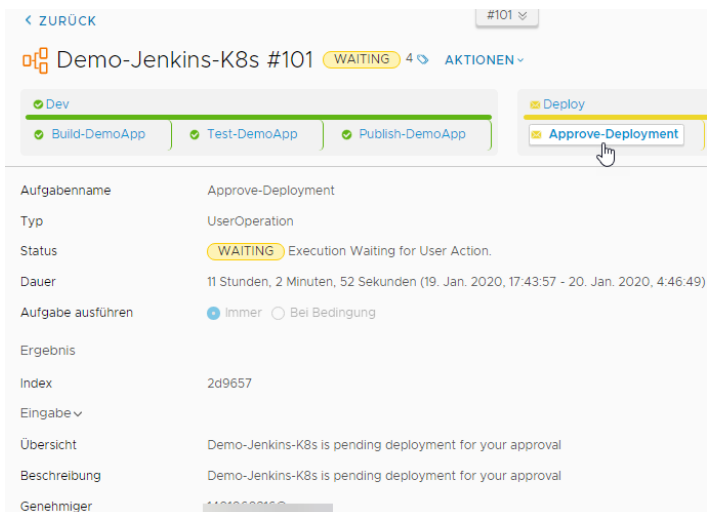 #101
ZURÜCK
Demo-Jenkins-K8s #101 WAITING 4 AKTIONEN
Dev
Deploy
Build-DemoApp
Test-DemoApp
Publish-DemoApp
Approve-Deployment
Aufgabenname Approve-Deployment
Typ UserOperation
Status WAITING Execution Waiting for User Action.
Dauer 11 Stunden, 2 Minuten, 52 Sekunden (19. Jan. 2020, 17:43:57 - 20. Jan. 2020, 4:46:49)
Aufgabe ausführen Immer Bei Bedingung
Ergebnis
Index 2d9657
Eingabe
Übersicht Demo-Jenkins-K8s is pending deployment for your approval
Beschreibung Demo-Jenkins-K8s is pending deployment for your approval
Genehmiger